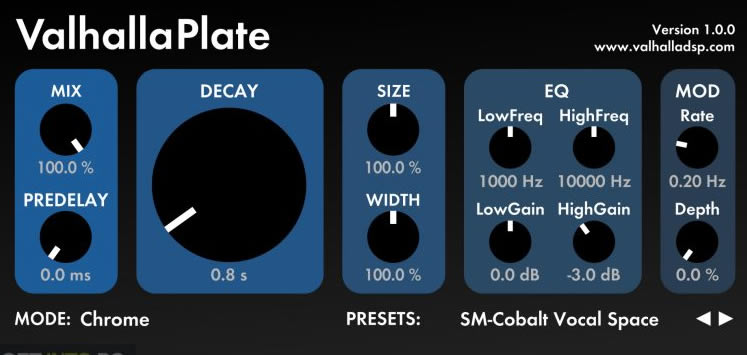 ValhallaPlate
Version 1.0.0
www.valhalladsp.com
MIX
100.0 %
PREDELAY
0.0 ms
DECAY
0.8 s
SIZE
100.0 %
WIDTH
100.0 %
EQ
LowFreq HighFreq
1000 Hz 10000 Hz
LowGain HighGain
0.0 dB -3.0 dB
MOD
Rate
0.20 Hz
Depth
0.0 %
MODE: Chrome PRESETS: SM-Cobalt Vocal Space